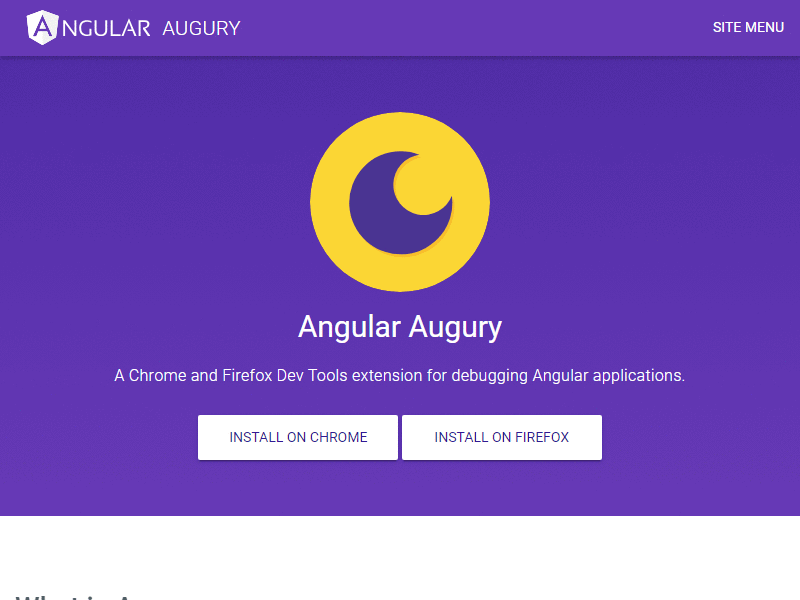 ANGULAR AUGURY
SITE MENU
Angular Augury
A Chrome and Firefox Dev Tools extension for debugging Angular applications.
INSTALL ON CHROME
INSTALL ON FIREFOX